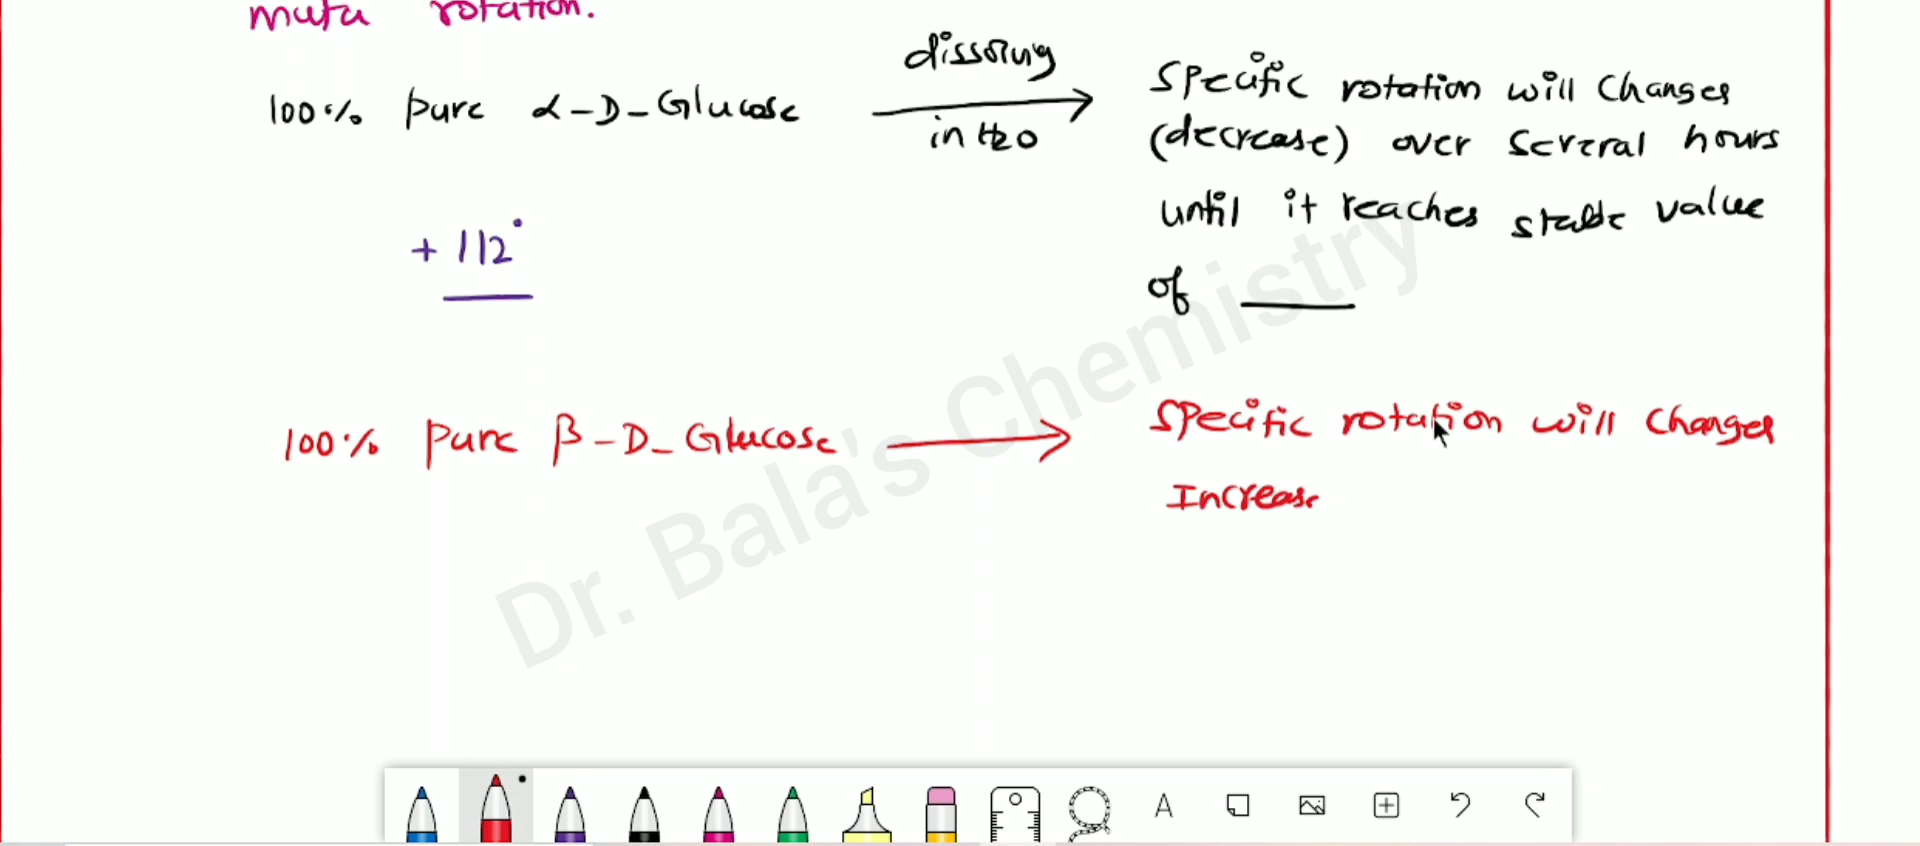 muta rotation.
100% pure α-D-Glucose
dissolving
in H2O
Specific rotation will Changes
(decrease) over Several hours
until it reaches stable value
of
+112°
100% Pure β-D-Glucose
Specific rotation will Changes
Increase
Dr. Bala's Chemistry
A